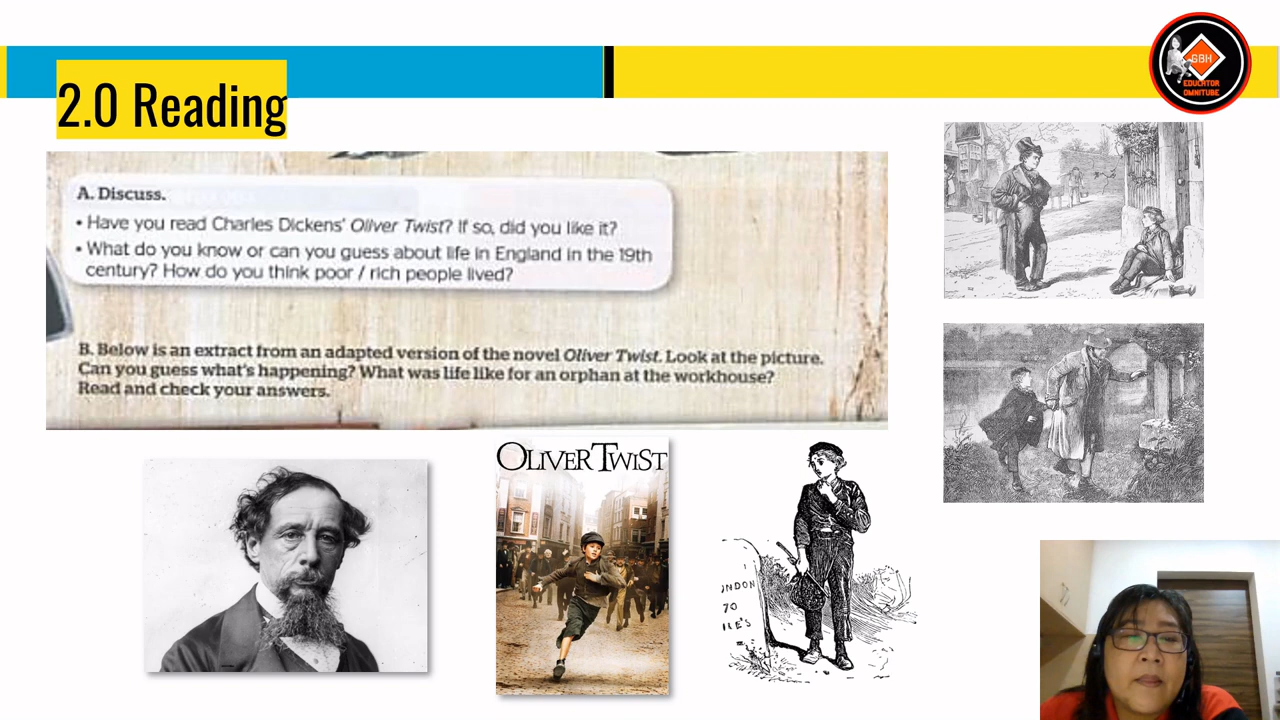 2.0 Reading
GBH
EDUCATOR
OMNITUBE
A. Discuss.
• Have you read Charles Dickens' Oliver Twist? If so, did you like it?
• What do you know or can you guess about life in England in the 19th
century? How do you think poor / rich people lived?
B. Below is an extract from an adapted version of the novel Oliver Twist. Look at the picture.
Can you guess what's happening? What was life like for an orphan at the workhouse?
Read and check your answers.
OLIVER TWIST
NDON
70